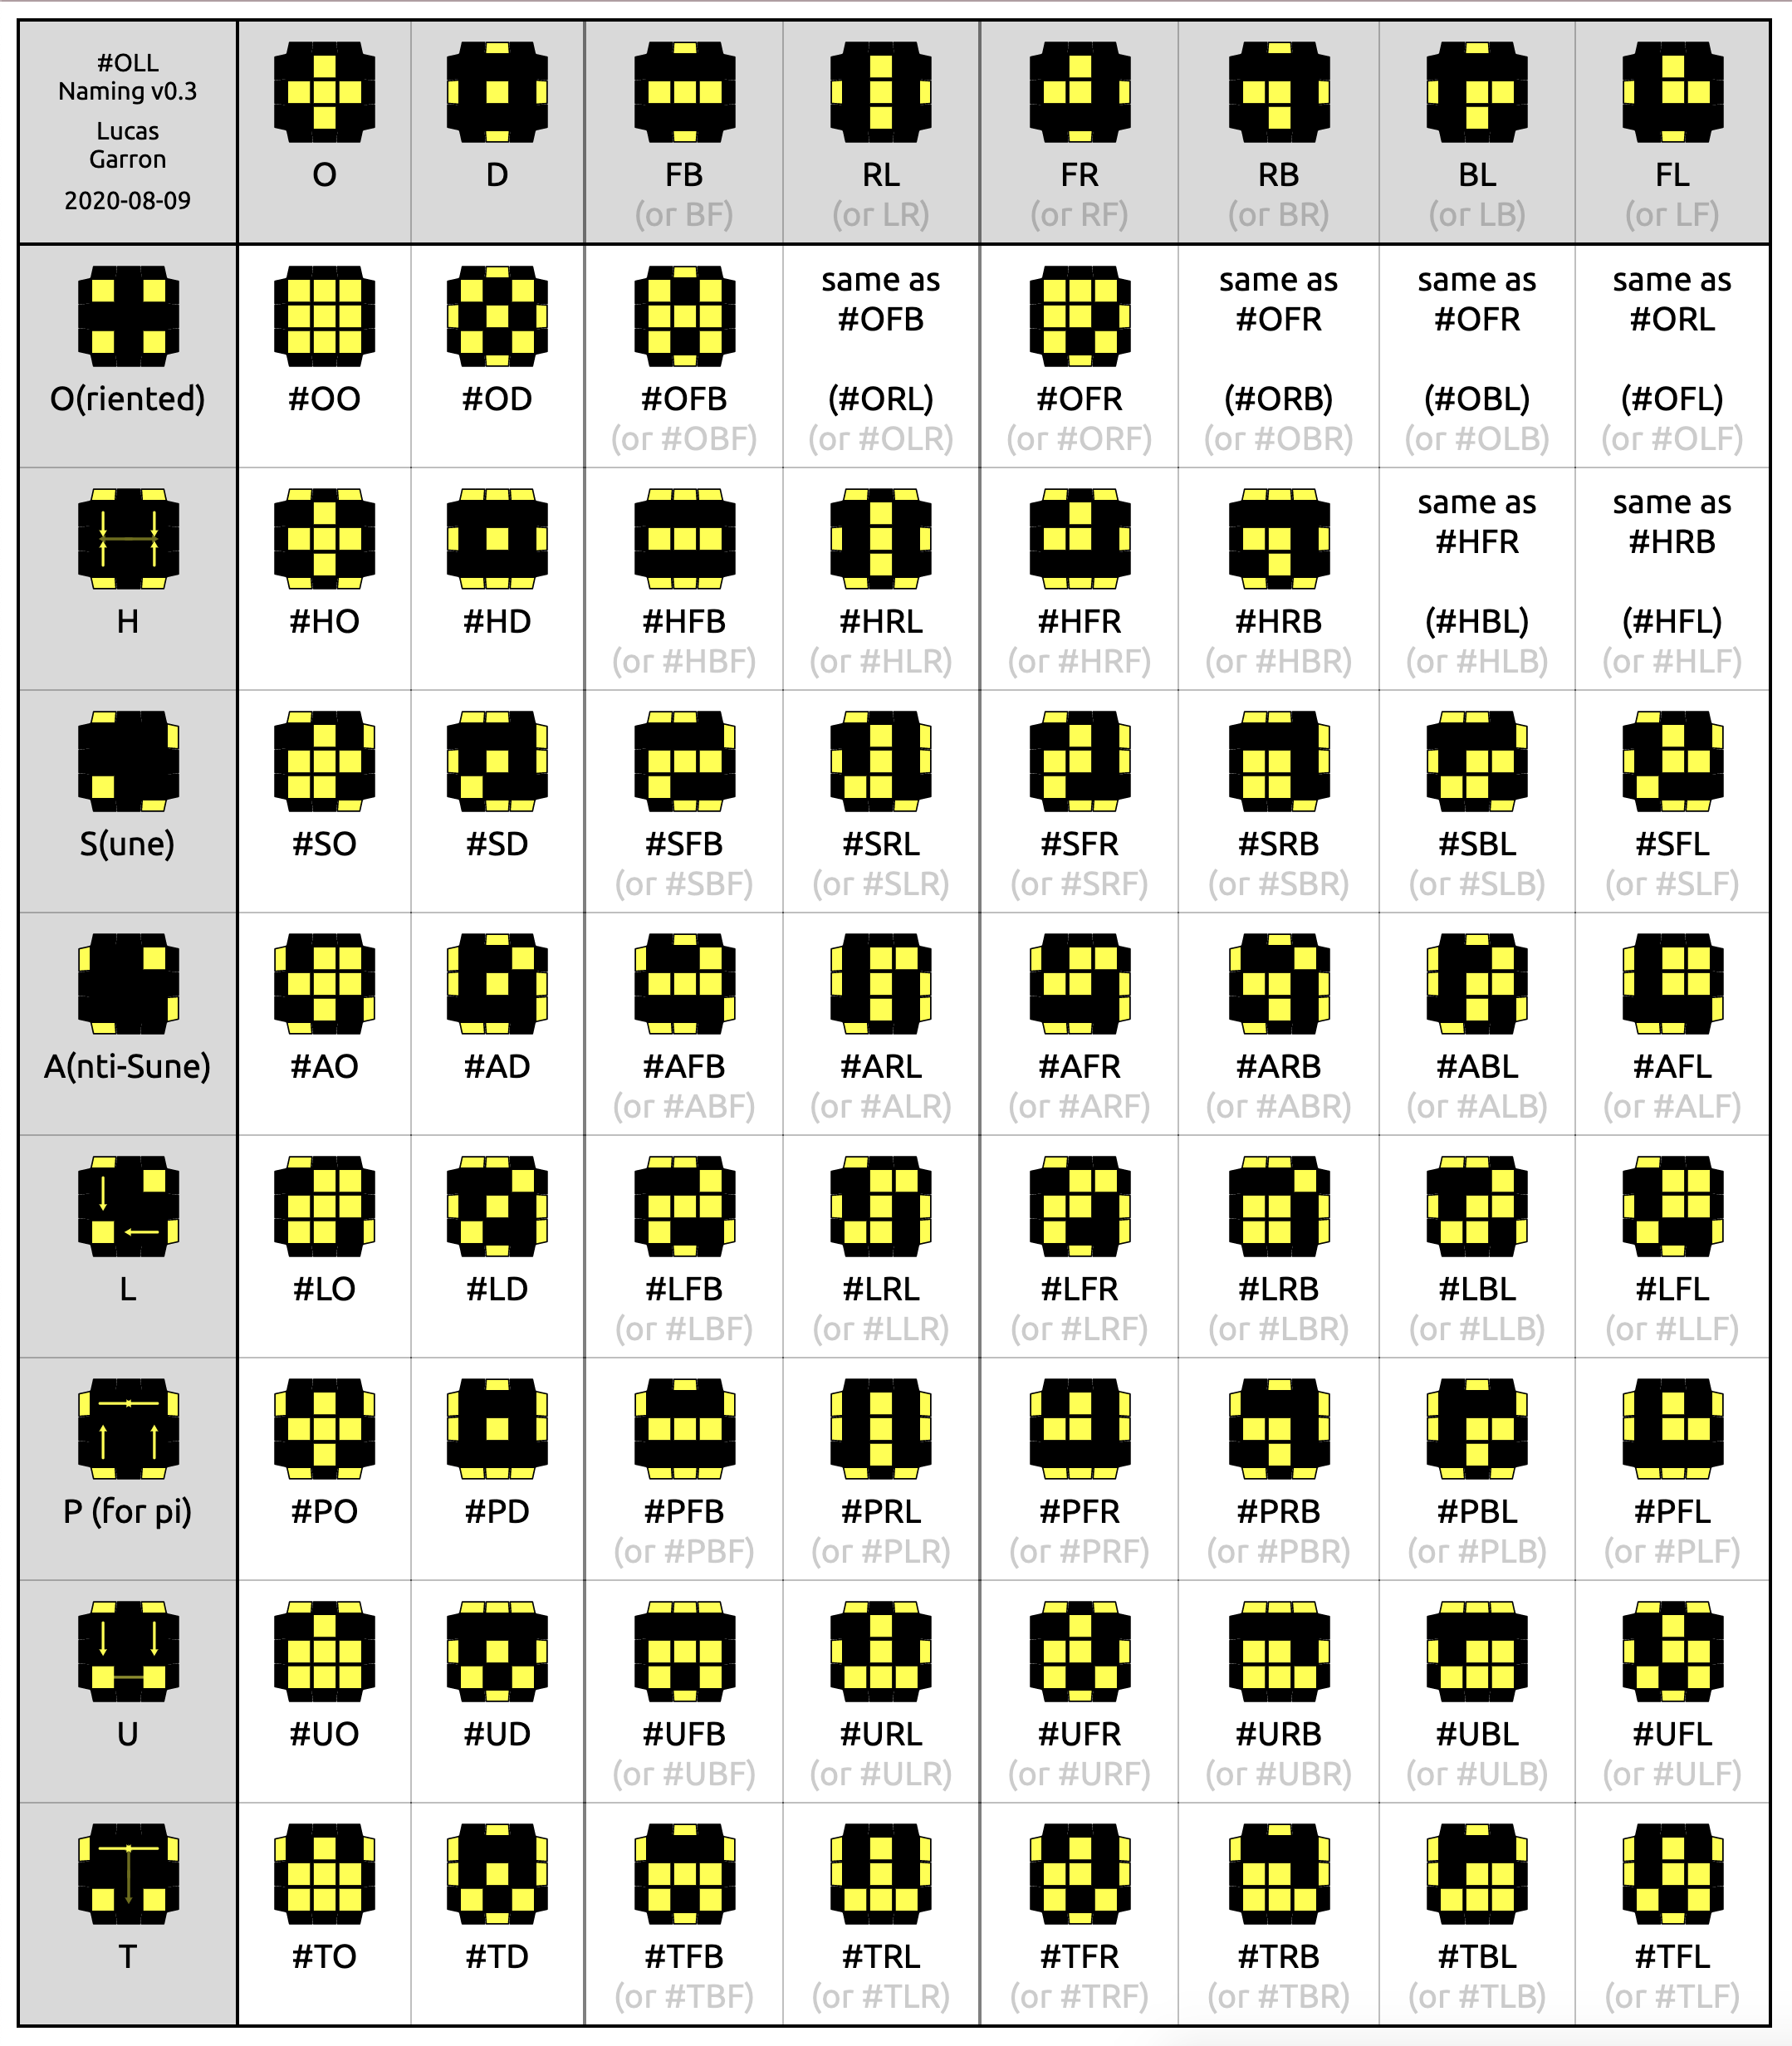 #OLL
Naming v0.3
Lucas
Garron
2020-08-09
O
D
FB
(or BF)
RL
(or LR)
FR
(or RF)
RB
(or BR)
BL
(or LB)
FL
(or LF)
O(riented)
#OO
#OD
#OFB
(or #OBF)
same as
#OFB
(#ORL)
(or #OLR)
#OFR
(or #ORF)
same as
#OFR
(#ORB)
(or #OBR)
same as
#OFR
(#OBL)
(or #OLB)
same as
#ORL
(#OFL)
(or #OLF)
H
#HO
#HD
#HFB
(or #HBF)
#HRL
(or #HLR)
#HFR
(or #HRF)
#HRB
(or #HBR)
same as
#HFR
(#HBL)
(or #HLB)
same as
#HRB
(#HFL)
(or #HLF)
S(une)
#SO
#SD
#SFB
(or #SBF)
#SRL
(or #SLR)
#SFR
(or #SRF)
#SRB
(or #SBR)
#SBL
(or #SLB)
#SFL
(or #SLF)
A(nti-Sune)
#AO
#AD
#AFB
(or #ABF)
#ARL
(or #ALR)
#AFR
(or #ARF)
#ARB
(or #ABR)
#ABL
(or #ALB)
#AFL
(or #ALF)
L
#LO
#LD
#LFB
(or #LBF)
#LRL
(or #LLR)
#LFR
(or #LRF)
#LRB
(or #LBR)
#LBL
(or #LLB)
#LFL
(or #LLF)
P (for pi)
#PO
#PD
#PFB
(or #PBF)
#PRL
(or #PLR)
#PFR
(or #PRF)
#PRB
(or #PBR)
#PBL
(or #PLB)
#PFL
(or #PLF)
U
#UO
#UD
#UFB
(or #UBF)
#URL
(or #ULR)
#UFR
(or #URF)
#URB
(or #UBR)
#UBL
(or #ULB)
#UFL
(or #ULF)
T
#TO
#TD
#TFB
(or #TBF)
#TRL
(or #TLR)
#TFR
(or #TRF)
#TRB
(or #TBR)
#TBL
(or #TLB)
#TFL
(or #TLF)